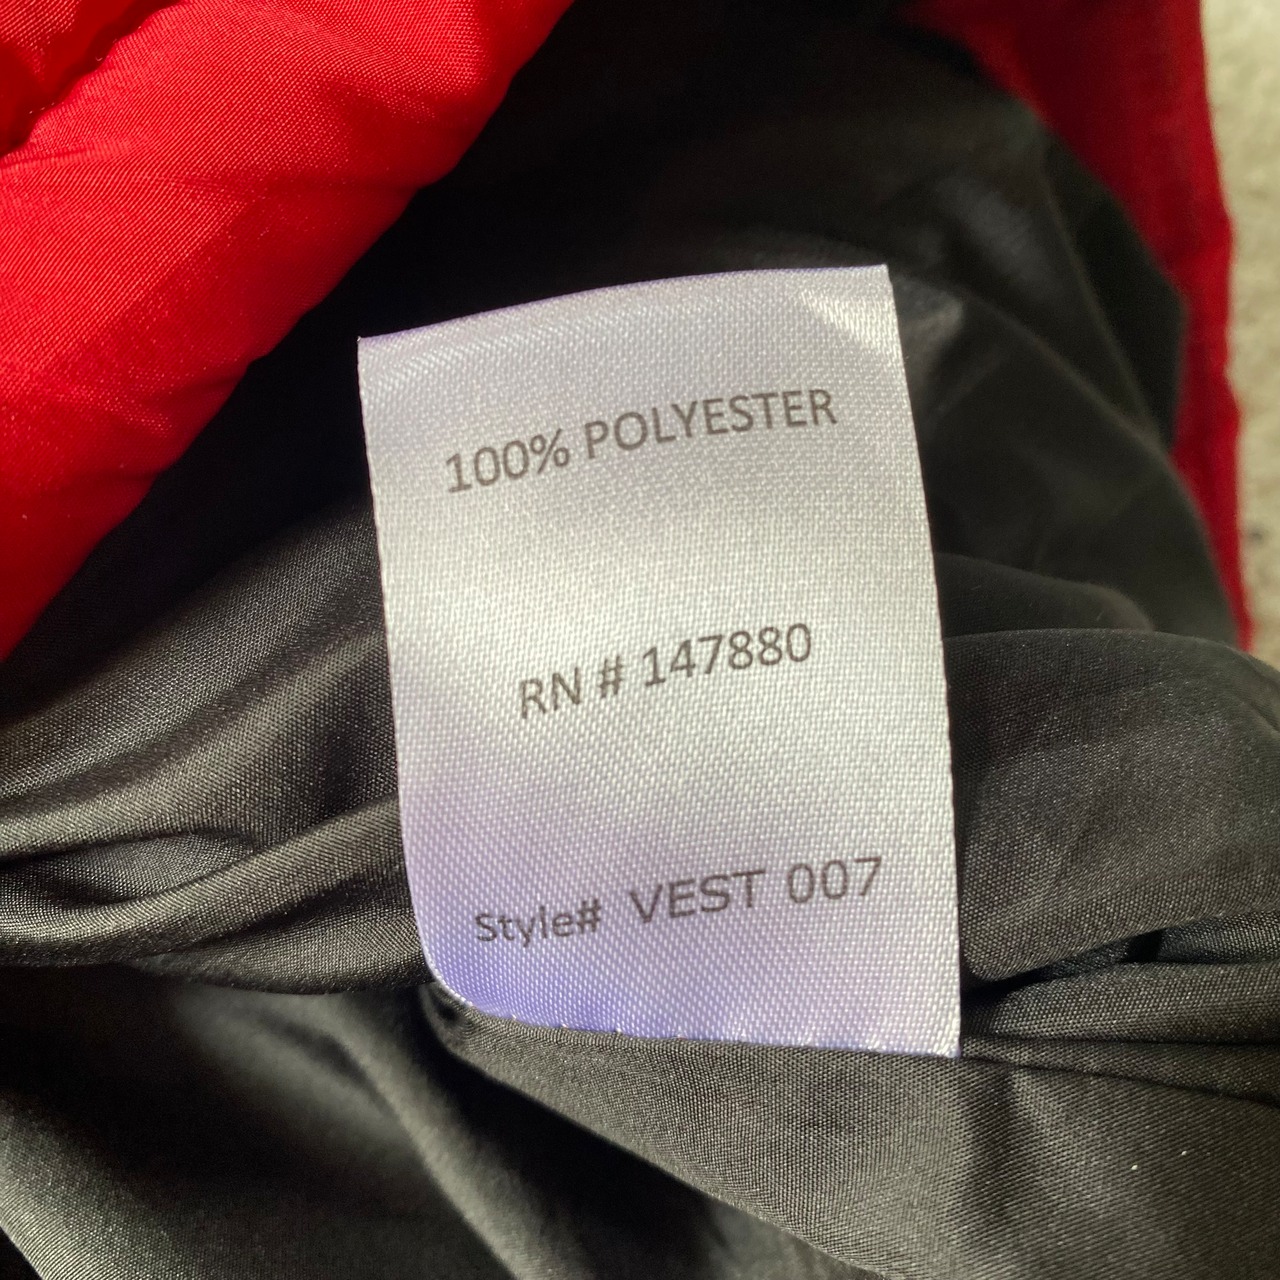 100% POLYESTER
RN # 147880
Style# VEST 007